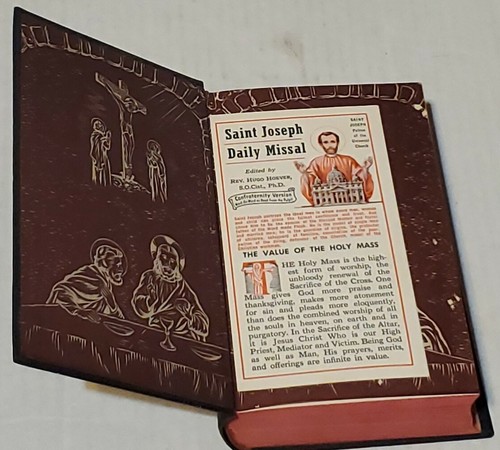 Saint Joseph
Daily Missal
SAINT
JOSEPH
Patron
of the
Universal
Church
Edited by
REV. HUGO HOEVER,
S.O.Cist., Ph.D.
Confraternity Version
THE VALUE OF THE HOLY MASS
THE Holy Mass is the high-
est form of worship, the
unbloody renewal of the
Sacrifice of the Cross. One
Mass gives God more praise and
thanksgiving, makes more atonement
for sin and pleads more eloquently,
than does the combined worship of all
the souls in heaven, on earth and in
purgatory. In the Sacrifice of the Altar,
it is Jesus Christ Who is our High
Priest, Mediator and Victim. Being God
as well as Man, His prayers, merits,
and offerings are infinite in value.